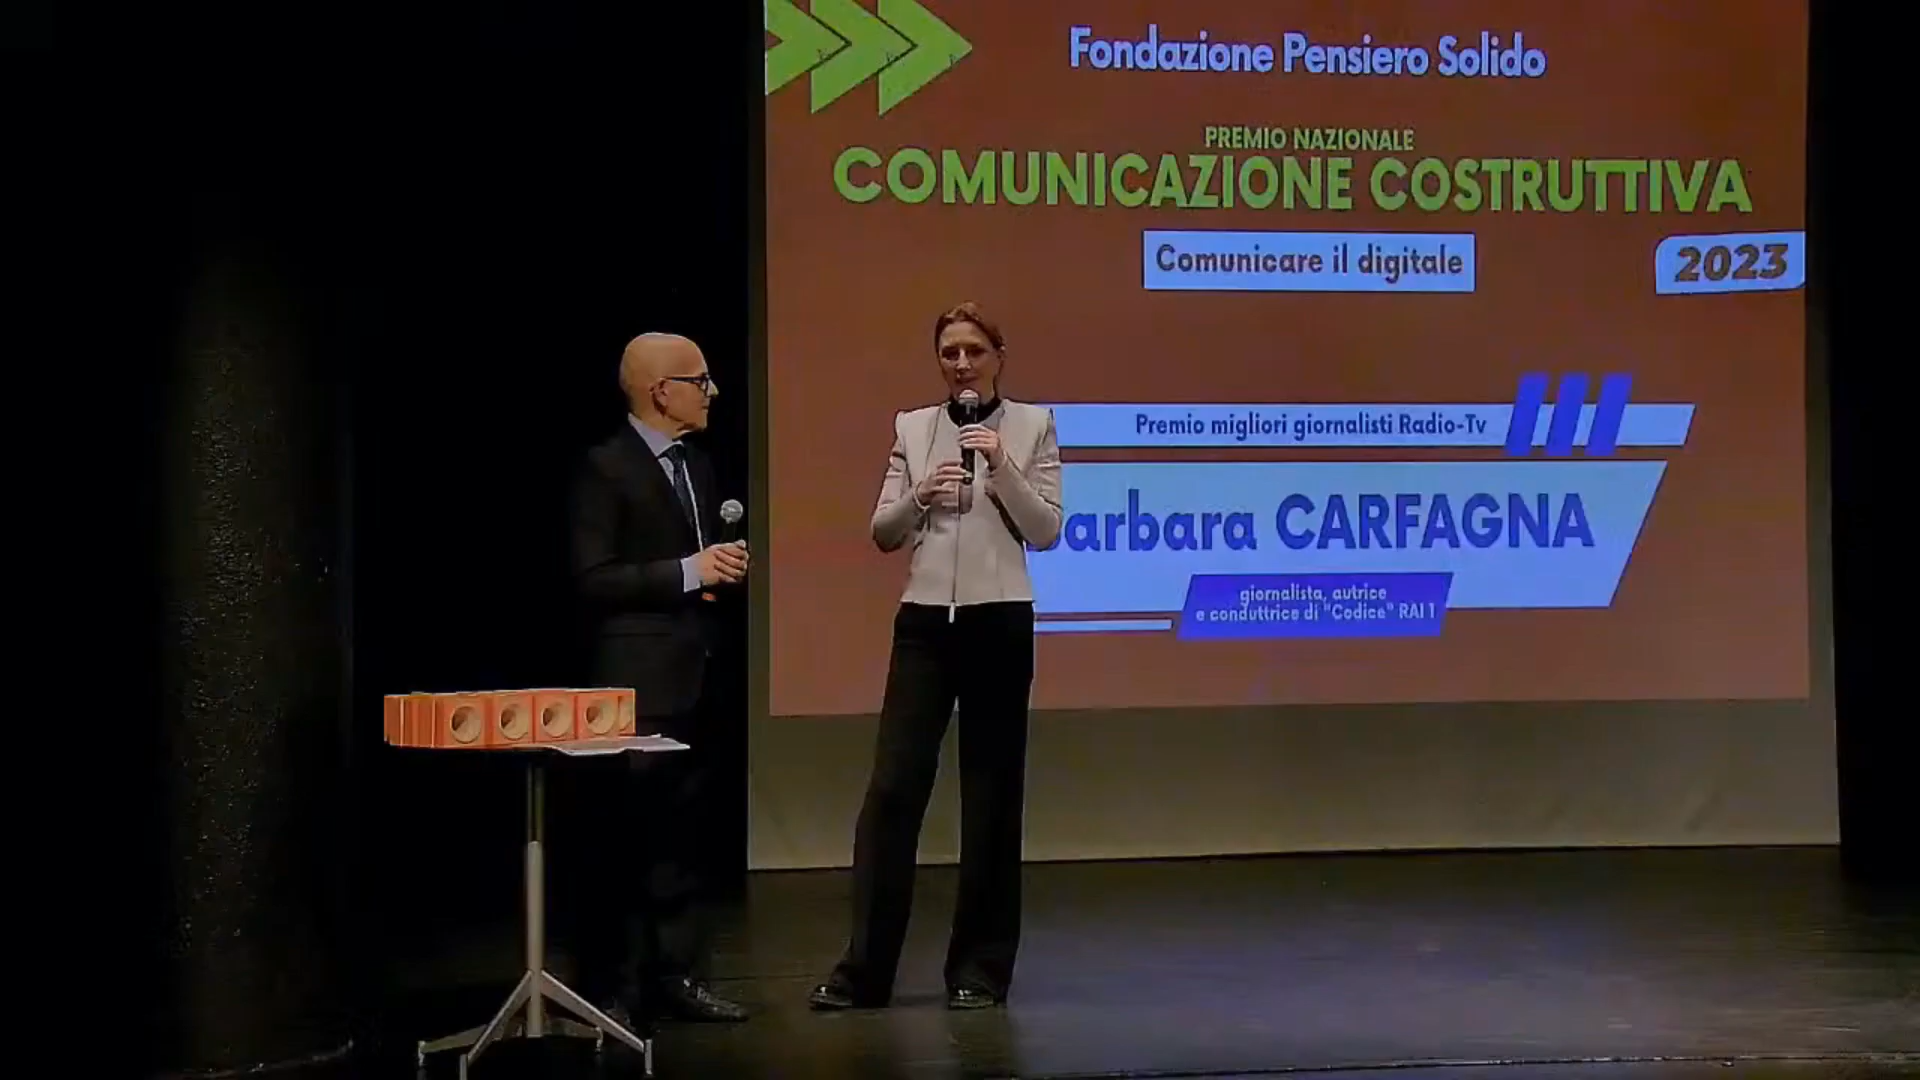 Fondazione Pensiero Solido
PREMIO NAZIONALE
COMUNICAZIONE COSTRUTTIVA
Comunicare il digitale
2023
Premio migliori giornalisti Radio-Tv
Barbara CARFAGNA
giornalista, autrice
e conduttrice di "Codice" RAI 1